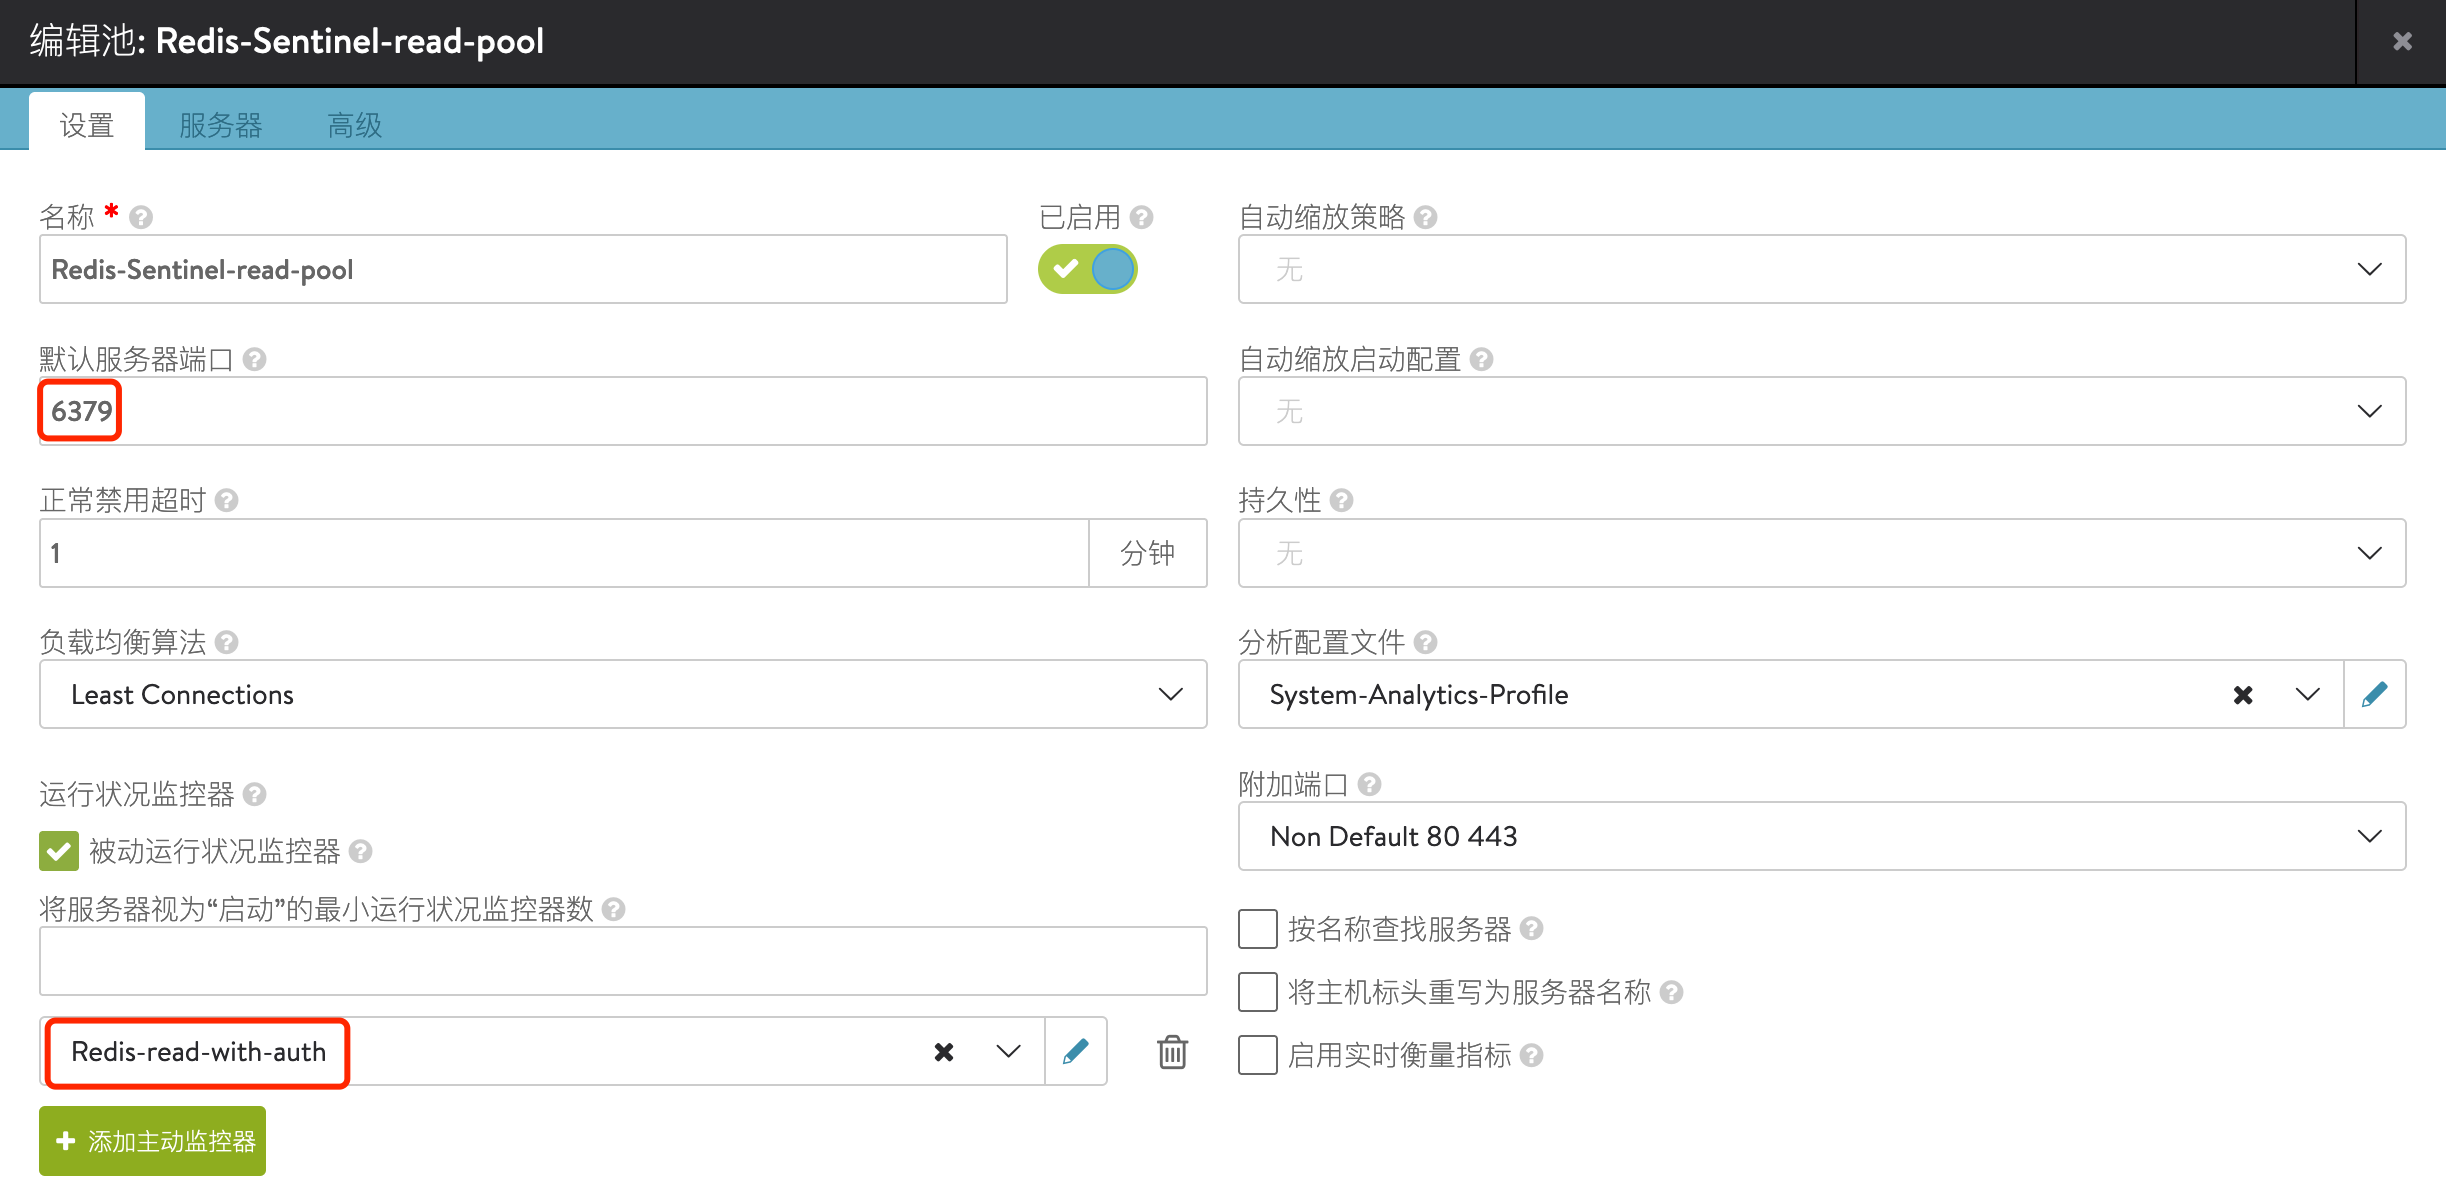 编辑池: Redis-Sentinel-read-pool
设置
服务器
高级
名称 *
已启用
Redis-Sentinel-read-pool
默认服务器端口
6379
正常禁用超时
1
分钟
负载均衡算法
Least Connections
运行状况监控器
被动运行状况监控器
将服务器视为“启动”的最小运行状况监控器数
Redis-read-with-auth
添加主动监控器
自动缩放策略
无
自动缩放启动配置
无
持久性
无
分析配置文件
System-Analytics-Profile
附加端口
Non Default 80 443
按名称查找服务器
将主机标头重写为服务器名称
启用实时衡量指标